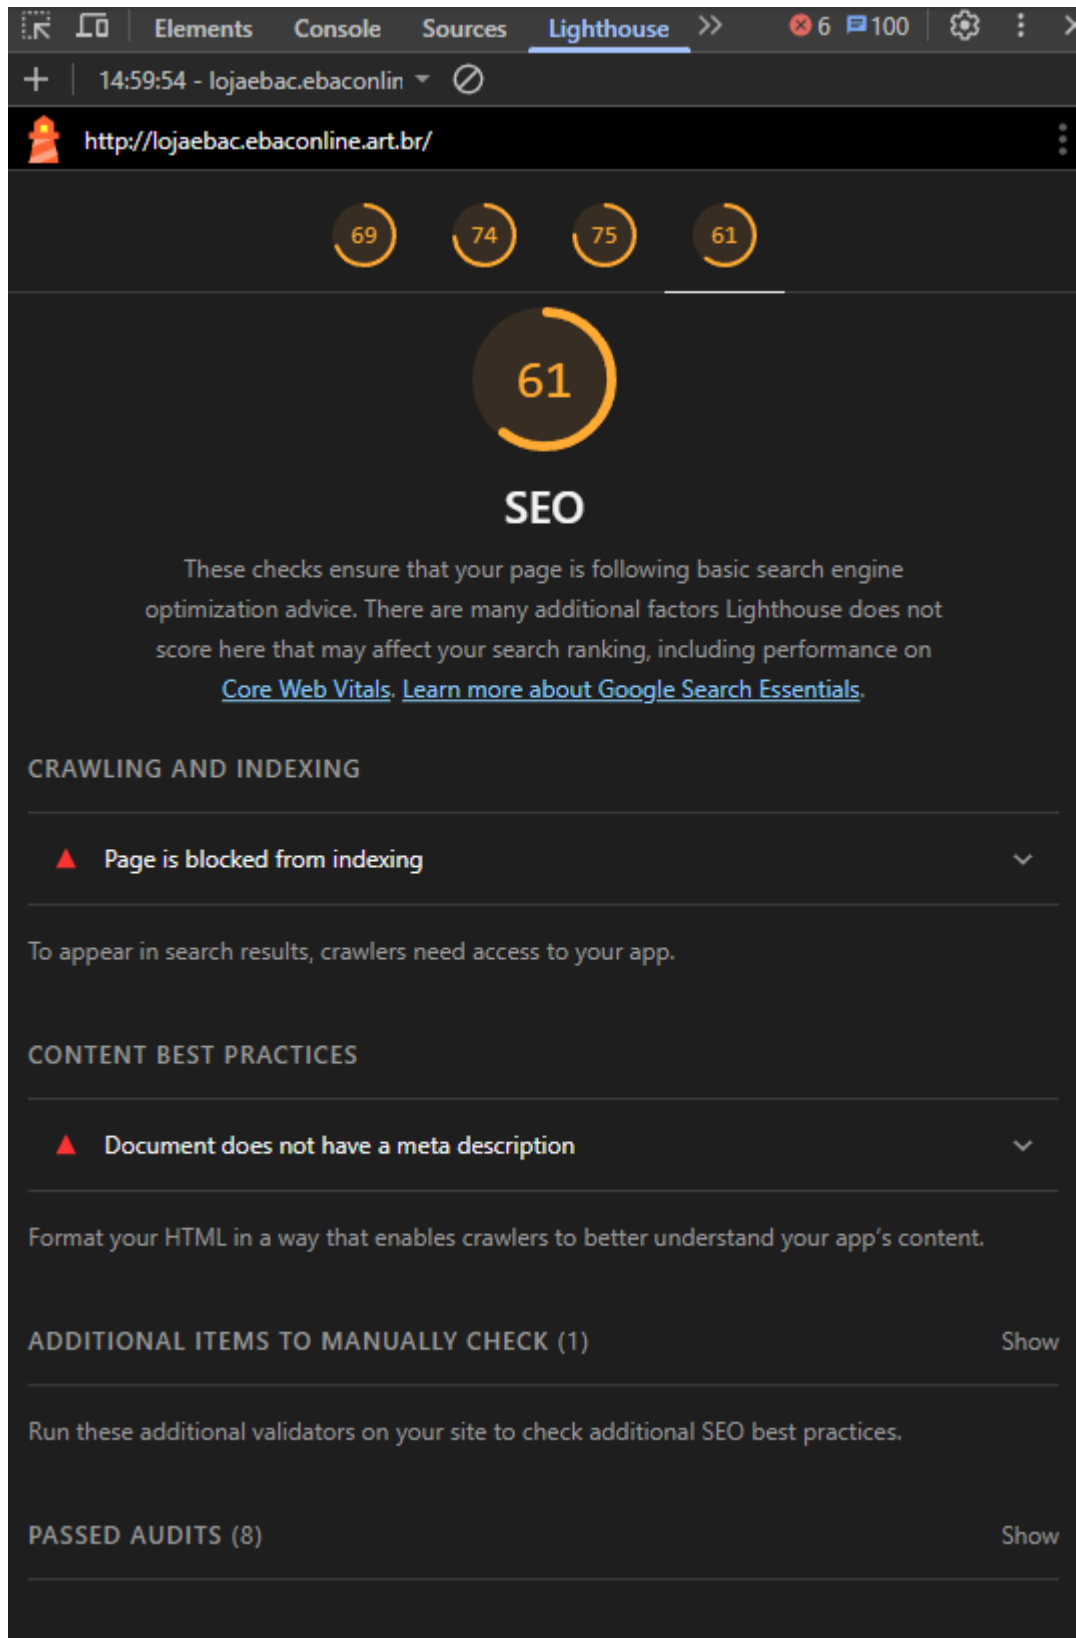 Elements Console Sources Lighthouse 6 100
14:59:54 - lojaebac.ebaconlin
http://lojaebac.ebaconline.art.br/
69 74 75 61
61
SEO
These checks ensure that your page is following basic search engine
optimization advice. There are many additional factors Lighthouse does not
score here that may affect your search ranking, including performance on
Core Web Vitals. Learn more about Google Search Essentials.
CRAWLING AND INDEXING
Page is blocked from indexing
To appear in search results, crawlers need access to your app.
CONTENT BEST PRACTICES
Document does not have a meta description
Format your HTML in a way that enables crawlers to better understand your app’s content.
ADDITIONAL ITEMS TO MANUALLY CHECK (1) Show
Run these additional validators on your site to check additional SEO best practices.
PASSED AUDITS (8) Show